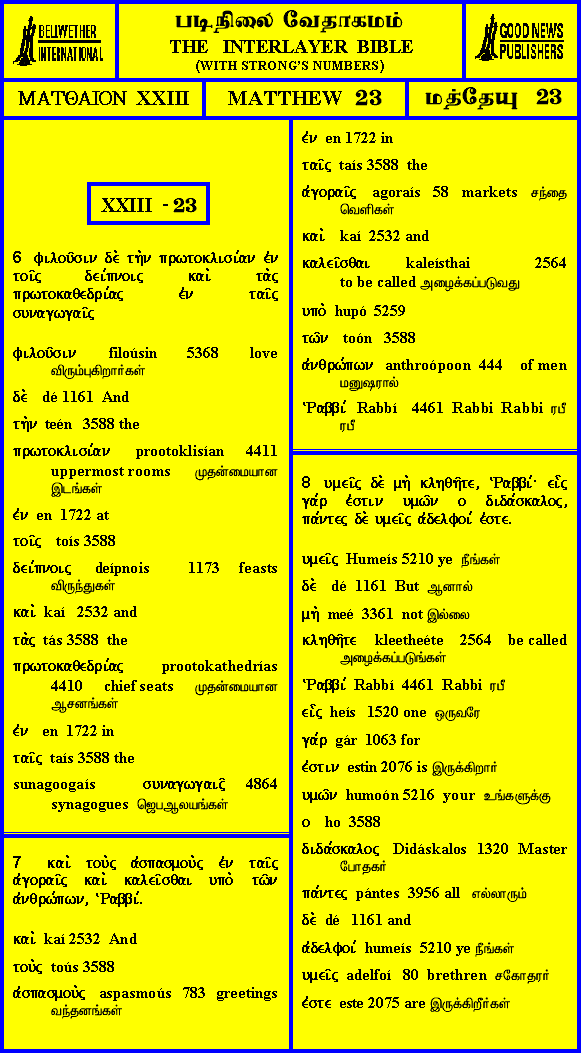 BELLWETHER
INTERNATIONAL
படிநிலை வேதாகமம்
THE INTERLAYER BIBLE
(WITH STRONG'S NUMBERS)
GOOD NEWS
PUBLISHERS
ΜΑΤΘΑΙΟΝ XXIII
MATTHEW 23
மத்தேயு 23
XXIII - 23
6 φιλοῦσιν δὲ τὴν πρωτοκλισίαν ἐν
τοῖς δείπνοις καὶ τὰς
πρωτοκαθεδρίας ἐν ταῖς
συναγωγαῖς
φιλοῦσιν filoúsin 5368 love
விரும்புகிறார்கள்
δὲ dé 1161 And
τὴν teén 3588 the
πρωτοκλισίαν prootoklisían 4411
uppermost rooms முதன்மையான
இடங்கள்
ἐν en 1722 at
τοῖς toís 3588
δείπνοις deípnois 1173 feasts
விருந்துகள்
καὶ kaí 2532 and
τὰς tás 3588 the
πρωτοκαθεδρίας prootokathedrías
4410 chief seats முதன்மையான
ஆசனங்கள்
ἐν en 1722 in
ταῖς taís 3588 the
sunagoogaís συναγωγαιςῖ 4864
synagogues ஜெபஆலயங்கள்
7 καὶ τοὺς ἀσπασμοὺς ἐν ταῖς
ἀγοραῖς καὶ καλεῖσθαι υπὸ τῶν
ἀνθρώπων, Ῥαββί.
καὶ kaí 2532 And
τοὺς toús 3588
ἀσπασμοὺς aspasmoús 783 greetings
வந்தனங்கள்
ἐν en 1722 in
ταῖς taís 3588 the
ἀγοραῖς agoraís 58 markets சந்தை
வெளிகள்
καὶ kaí 2532 and
καλεῖσθαι kaleísthai 2564
to be called அழைக்கப்படுவது
υπὸ hupó 5259
τῶν toón 3588
ἀνθρώπων anthroópoon 444 of men
மனுஷரால்
Ῥαββί Rabbí 4461 Rabbi Rabbi ரபீ
ரபீ
8 υμεῖς δὲ μὴ κληθῆτε, Ῥαββί· εἷς
γάρ ἐστιν υμῶν ο διδάσκαλος,
πάντες δὲ υμεῖς ἀδελφοί ἐστε.
υμεῖς Humeís 5210 ye நீங்கள்
δὲ dé 1161 But ஆனால்
μὴ meé 3361 not இல்லை
κληθῆτε kleetheéte 2564 be called
அழைக்கப்படுங்கள்
Ῥαββί Rabbí 4461 Rabbi ரபீ
εἷς heís 1520 one ஒருவரே
γάρ gár 1063 for
ἐστιν estin 2076 is இருக்கிறார்
υμῶν humoón 5216 your உங்களுக்கு
ο ho 3588
διδάσκαλος Didáskalos 1320 Master
போதகர்
πάντες pántes 3956 all எல்லாரும்
δὲ dé 1161 and
ἀδελφοί humeís 5210 ye நீங்கள்
υμεῖς adelfoí 80 brethren சகோதரர்
ἐστε este 2075 are இருக்கிறீர்கள்